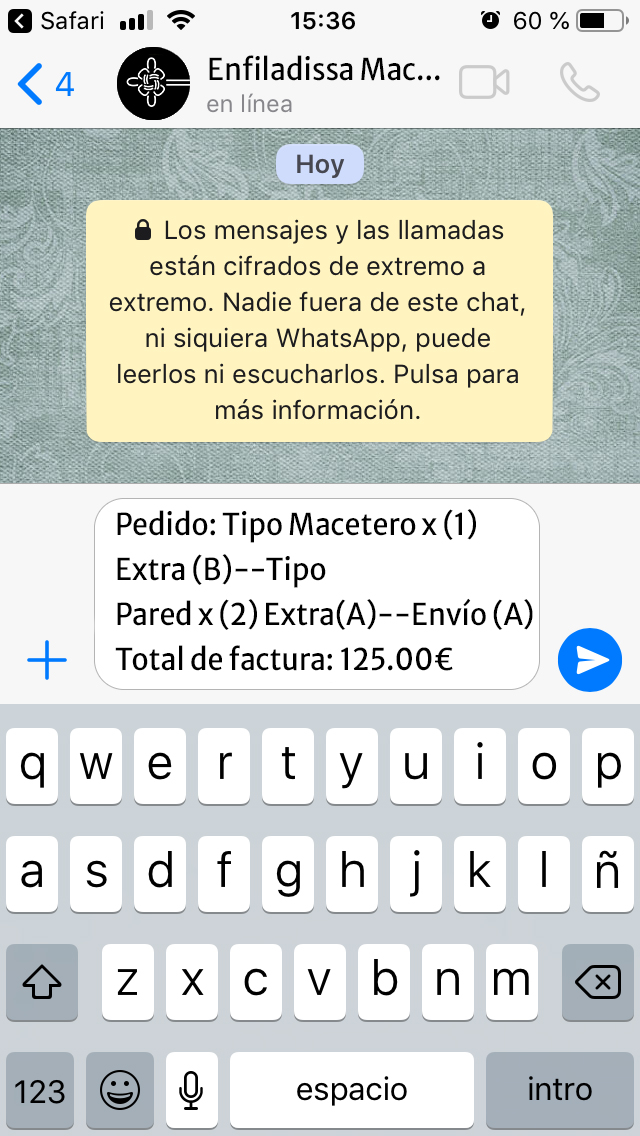 Safari 15:36 60 %
4 Enfiladissa Mac...
en línea
Hoy
Los mensajes y las llamadas
están cifrados de extremo a
extremo. Nadie fuera de este chat,
ni siquiera WhatsApp, puede
leerlos ni escucharlos. Pulsa para
más información.
Pedido: Tipo Macetero x (1)
Extra (B)--Tipo
Pared x (2) Extra(A)--Envío (A)
Total de factura: 125.00€
q w e r t y u i o p
a s d f g h j k l ñ
z x c v b n m
123 espacio intro